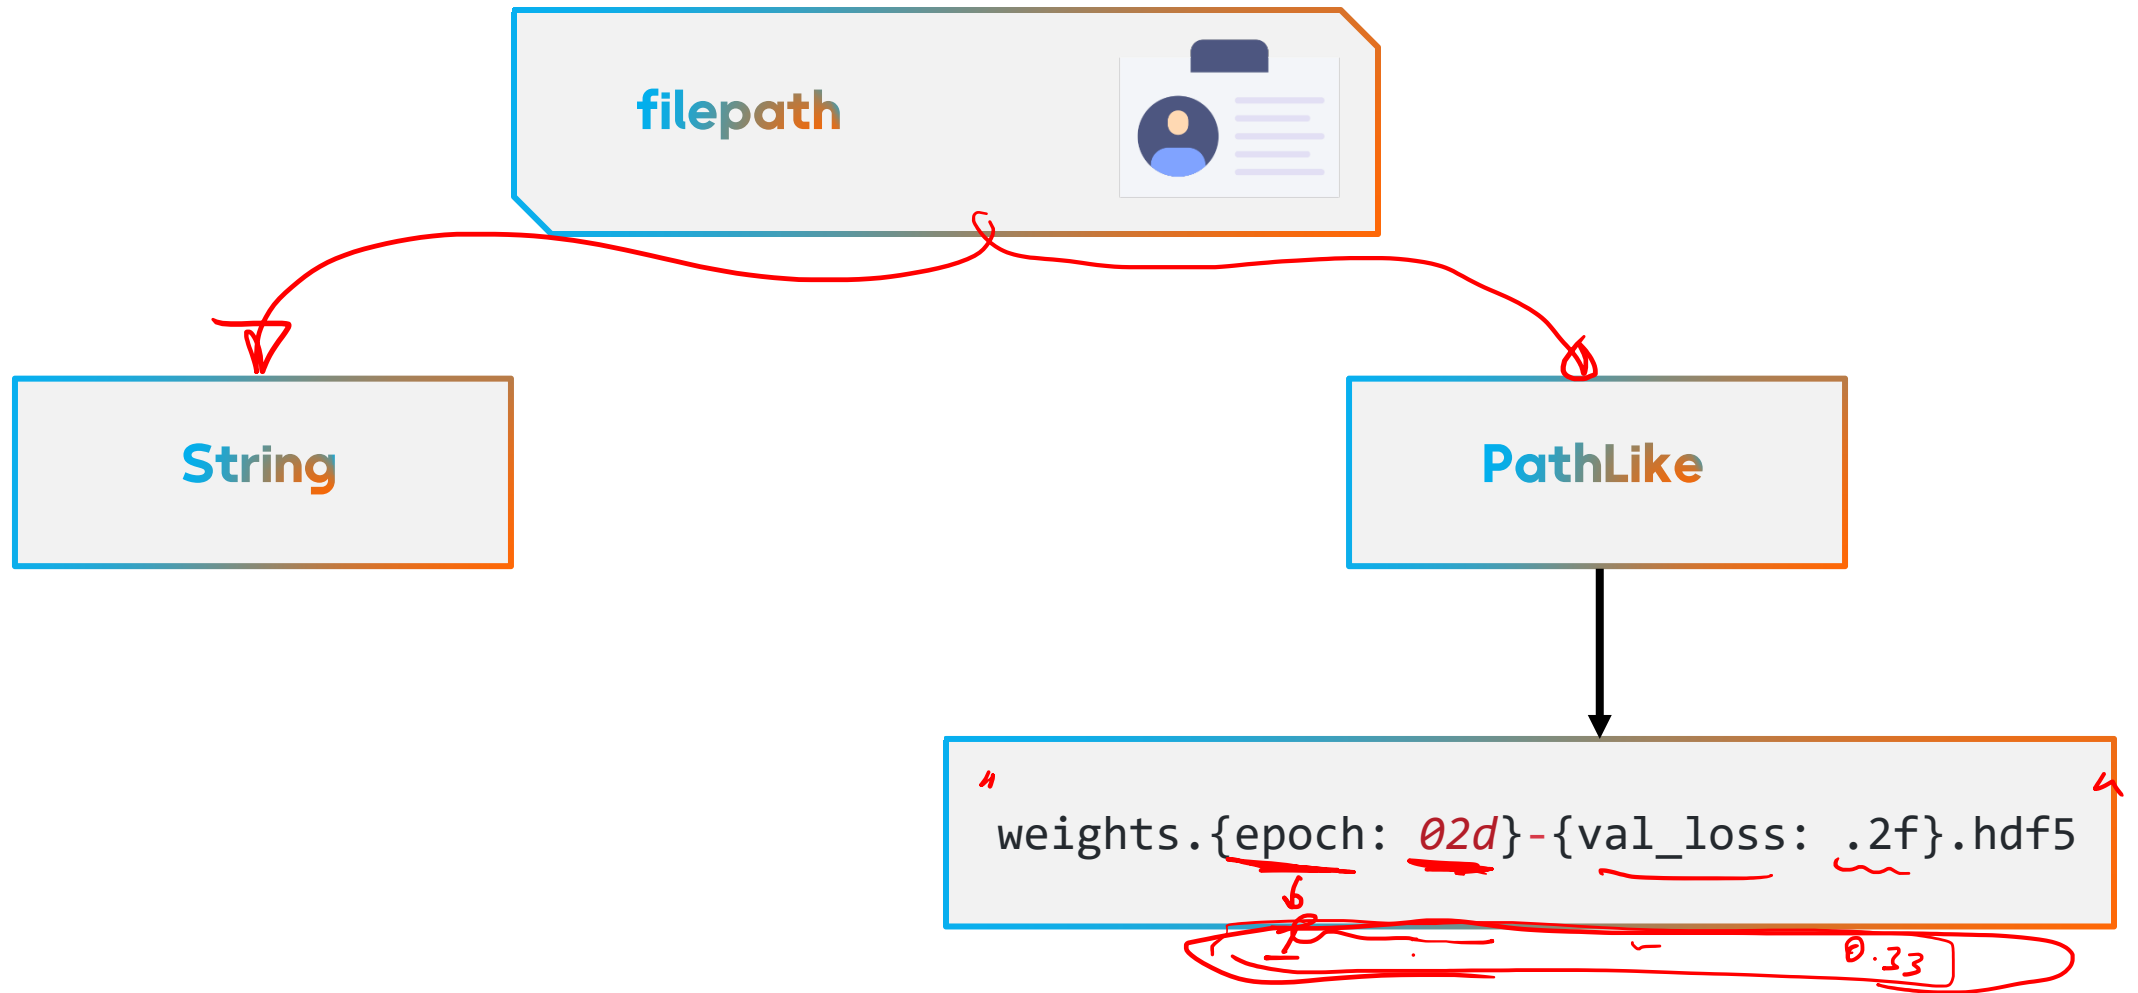 filepath
String
PathLike
weights.{epoch: 02d}-{val_loss: .2f}.hdf5
0.33